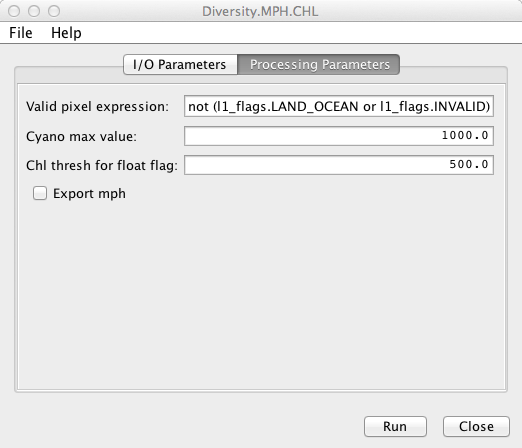 Diversity.MPH.CHL
File Help
I/O Parameters Processing Parameters
Valid pixel expression: not (l1_flags.LAND_OCEAN or l1_flags.INVALID)
Cyano max value: 1000.0
Chl thresh for float flag: 500.0
Export mph
Run Close